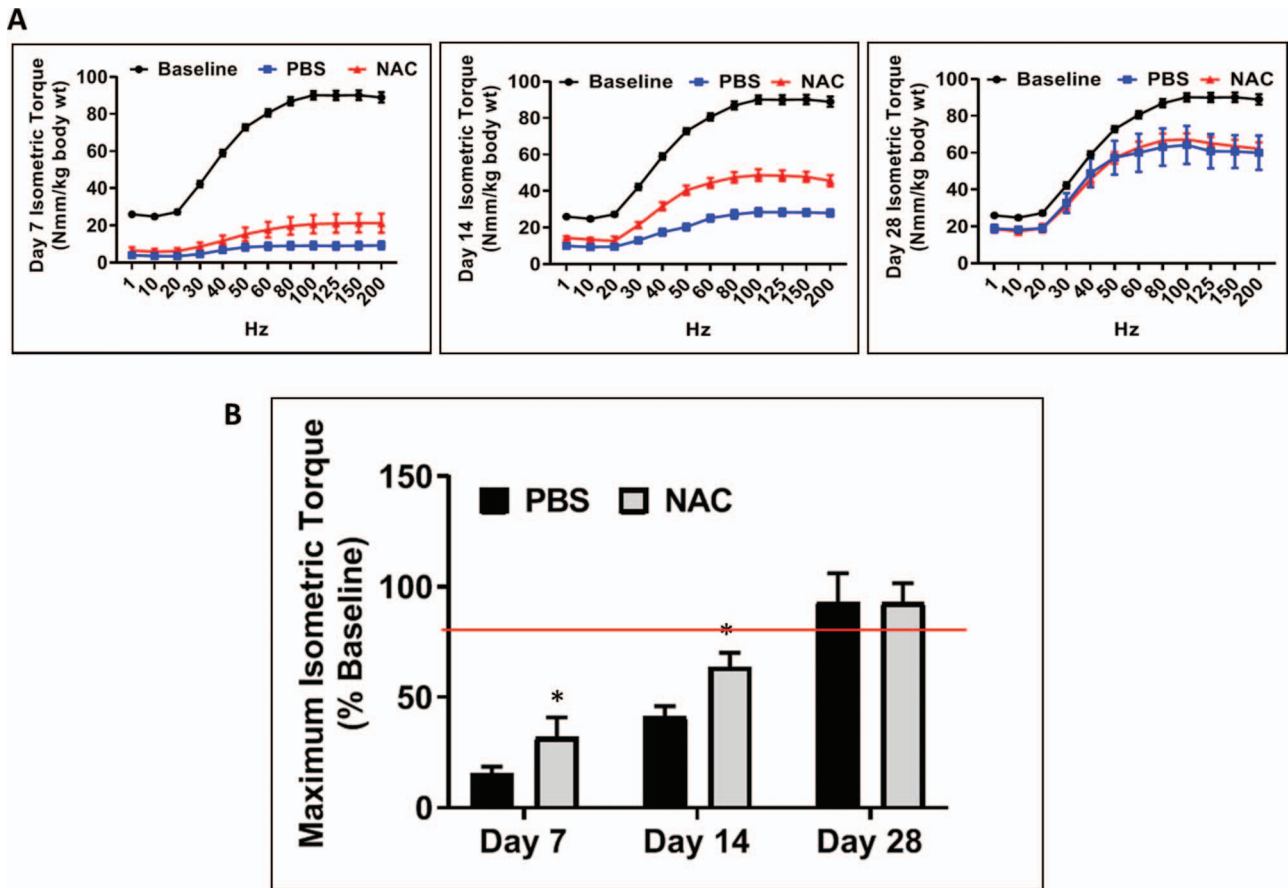 A
Day 7 Isometric Torque
(Nmm/kg body wt)
Baseline PBS NAC
100
80
60
40
20
0
1 10 20 30 40 50 60 80 100 125 150 200
Hz
Day 14 Isometric Torque
(Nmm/kg body wt)
Baseline PBS NAC
100
80
60
40
20
0
1 10 20 30 40 50 60 80 100 125 150 200
Hz
Day 28 Isometric Torque
(Nmm/kg body wt)
Baseline PBS NAC
100
80
60
40
20
0
1 10 20 30 40 50 60 80 100 125 150 200
Hz
B
Maximum Isometric Torque
(% Baseline)
PBS NAC
150
100
50
0
*
*
Day 7 Day 14 Day 28